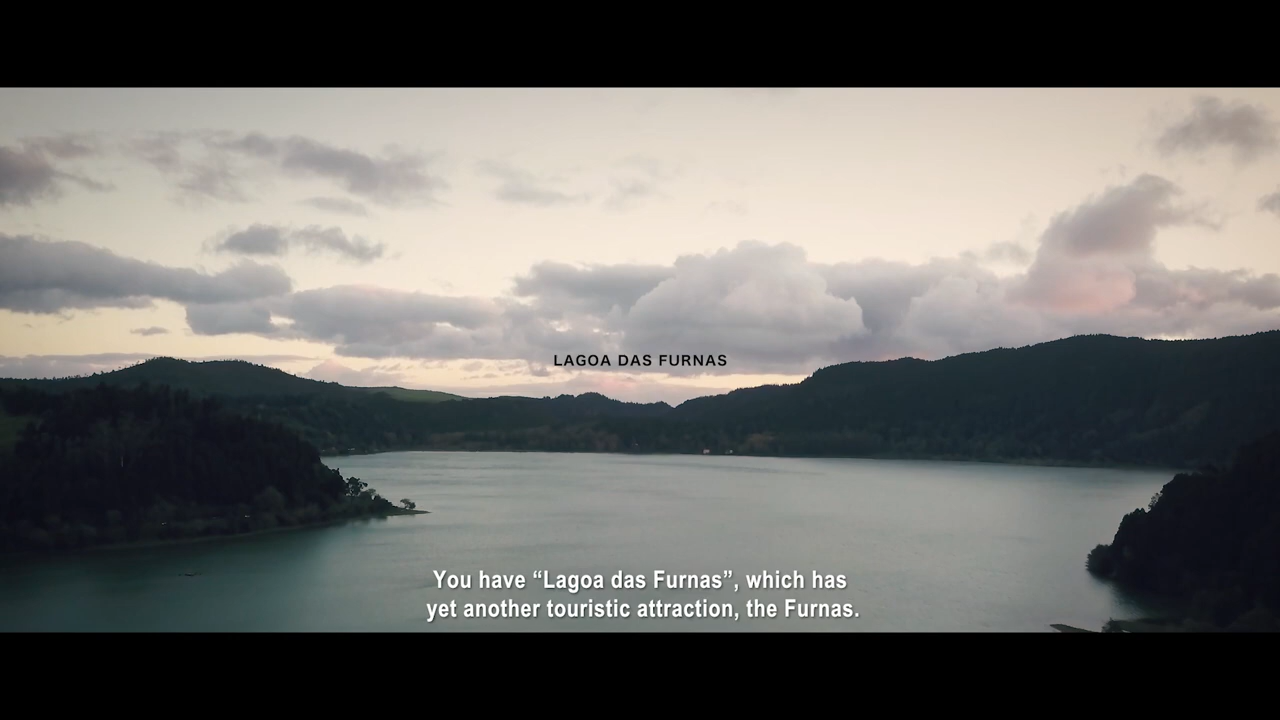 LAGOA DAS FURNAS
You have “Lagoa das Furnas”, which has
yet another touristic attraction, the Furnas.